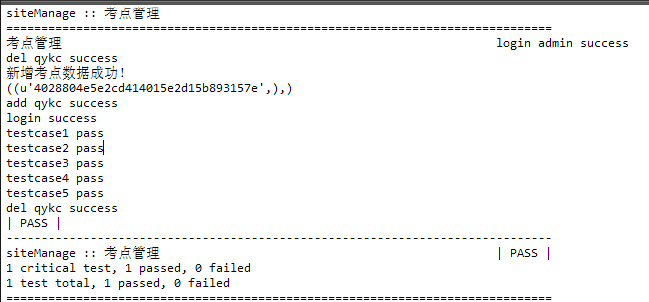 siteManage :: 考点管理
==============================================================================
考点管理 login admin success
del qykc success
新增考点数据成功!
((u'4028804e5e2cd414015e2d15b893157e',),)
add qykc success
login success
testcase1 pass
testcase2 pass
testcase3 pass
testcase4 pass
testcase5 pass
del qykc success
| PASS |
------------------------------------------------------------------------------
siteManage :: 考点管理 | PASS |
1 critical test, 1 passed, 0 failed
1 test total, 1 passed, 0 failed
==============================================================================